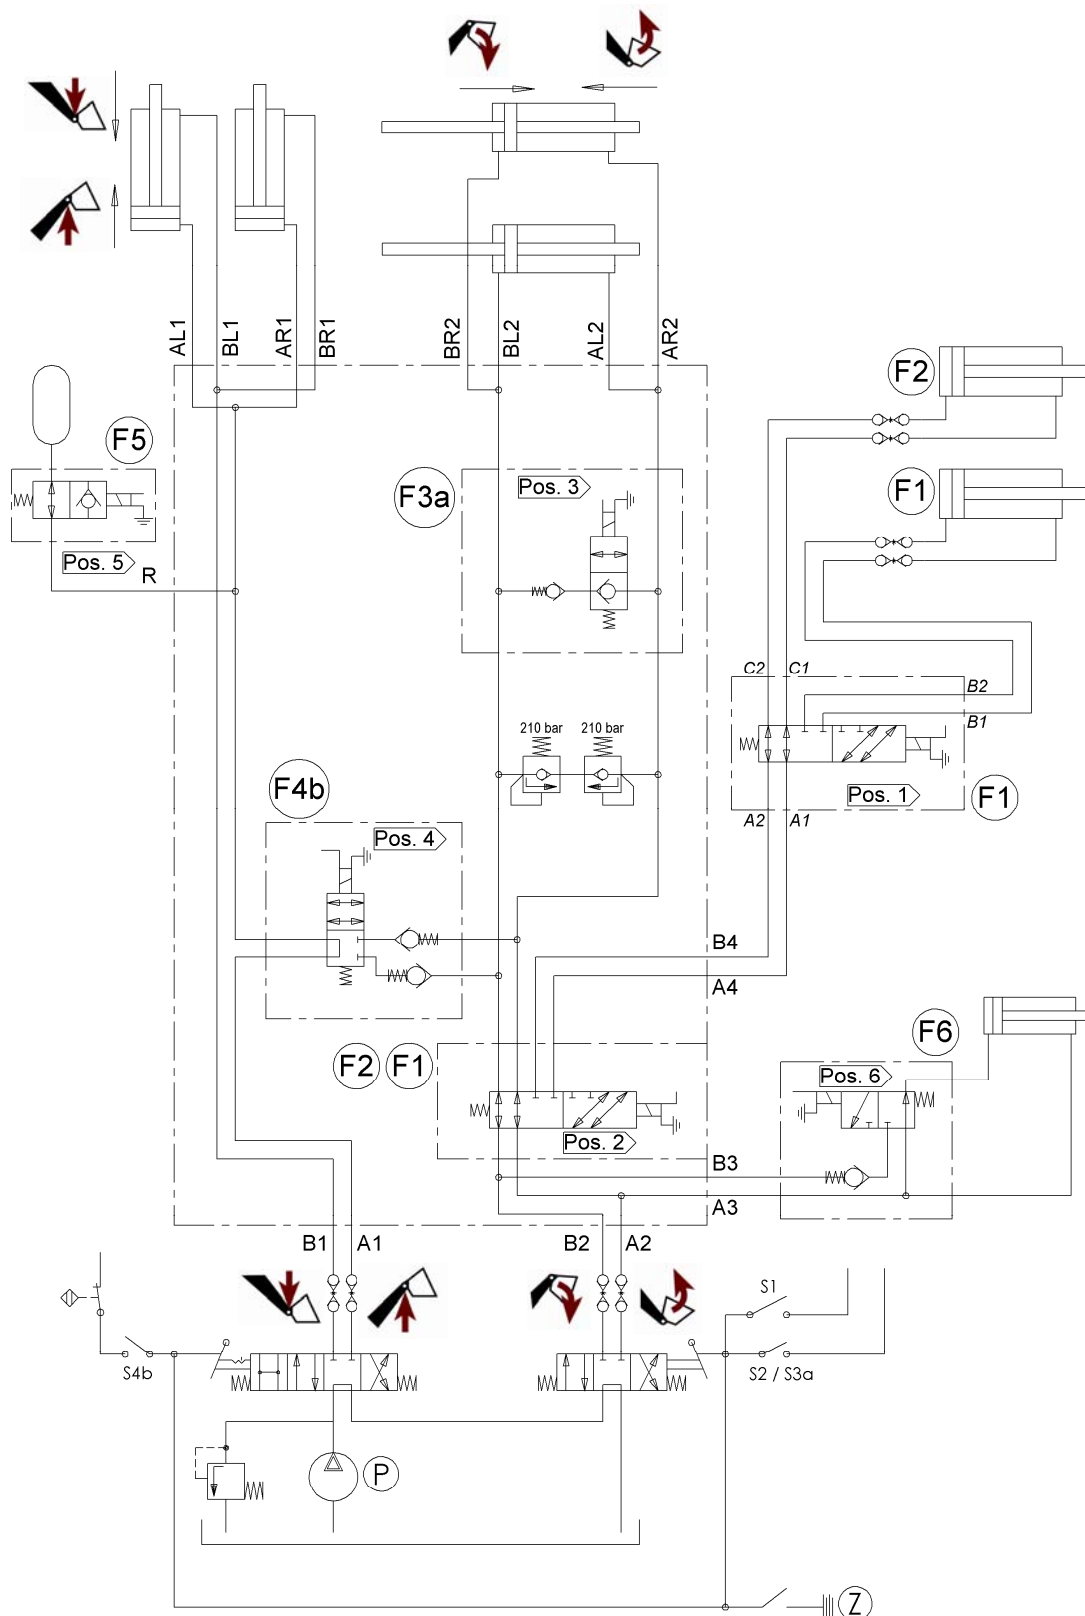 AL1
BL1
AR1
BR1
BR2
BL2
AL2
AR2
F2
F5
F3a
Pos. 3
F1
Pos. 5
R
C2
C1
B2
B1
210 bar
210 bar
F4b
Pos. 4
Pos. 1
F1
A2
A1
B4
A4
F2
F1
F6
Pos. 6
Pos. 2
B3
A3
B1
A1
B2
A2
S1
S4b
S2 / S3a
P
Z